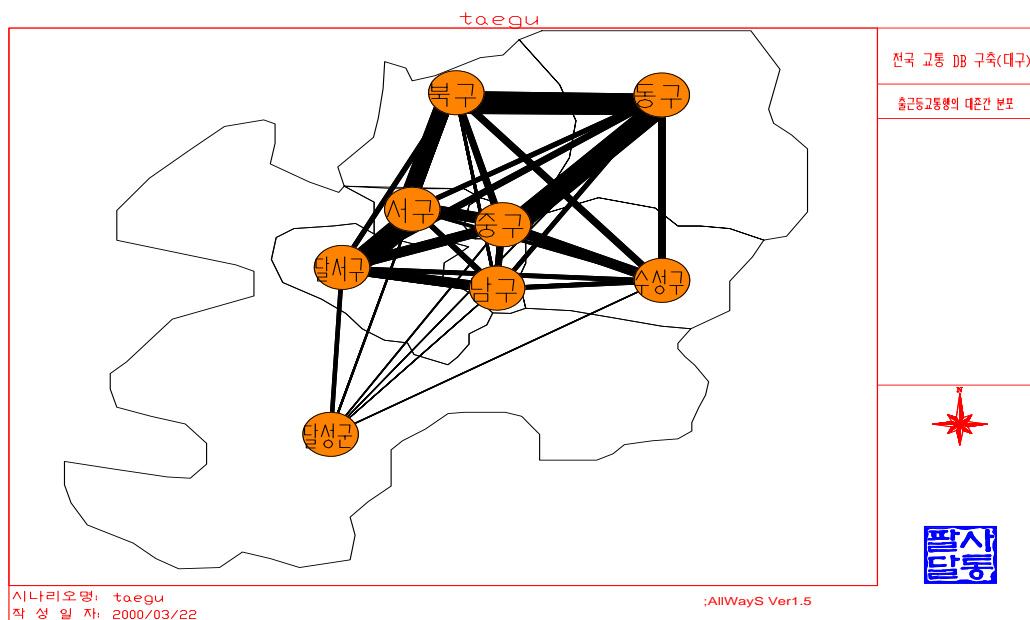 taegu
전국 교통 DB 구축(대구)
출근등교통행의 대존간 분포
북구
동구
서구
중구
달서구
남구
수성구
달성군
N
팔사
달통
시나리오명: taegu
작 성 일 자: 2000/03/22
;AllWayS Ver1.5